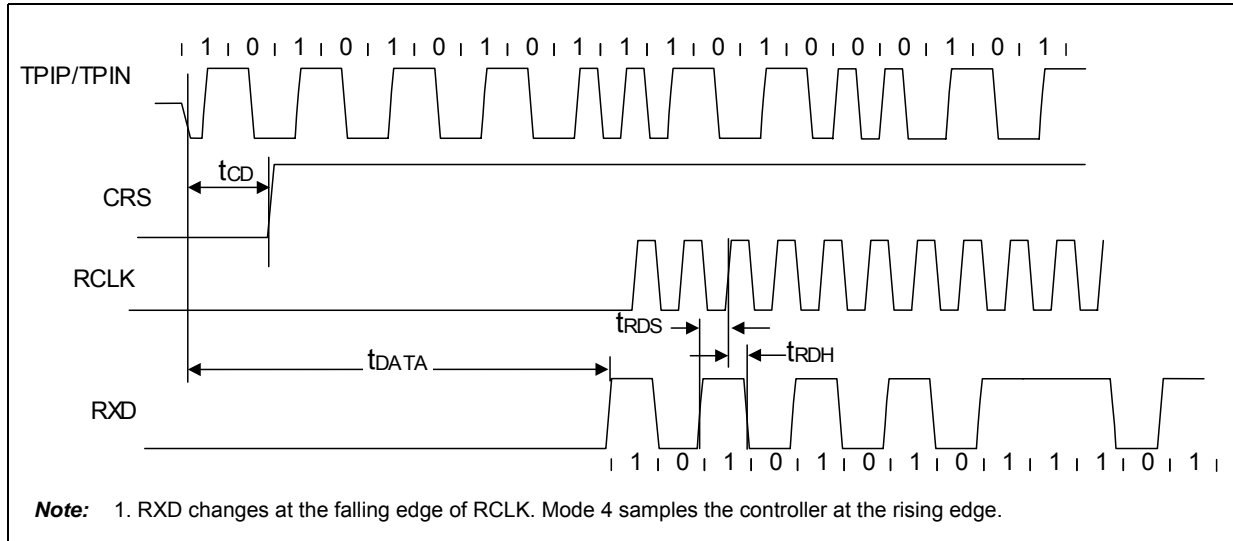 1 0 1 0 1 0 1 0 1 1 1 0 1 0 0 0 1 0 1
TPIP/TPIN
tCD
CRS
RCLK
tRDS
tRDH
tDATA
RXD
1 0 1 0 1 0 1 0 1 1 1 0 1
Note: 1. RXD changes at the falling edge of RCLK. Mode 4 samples the controller at the rising edge.